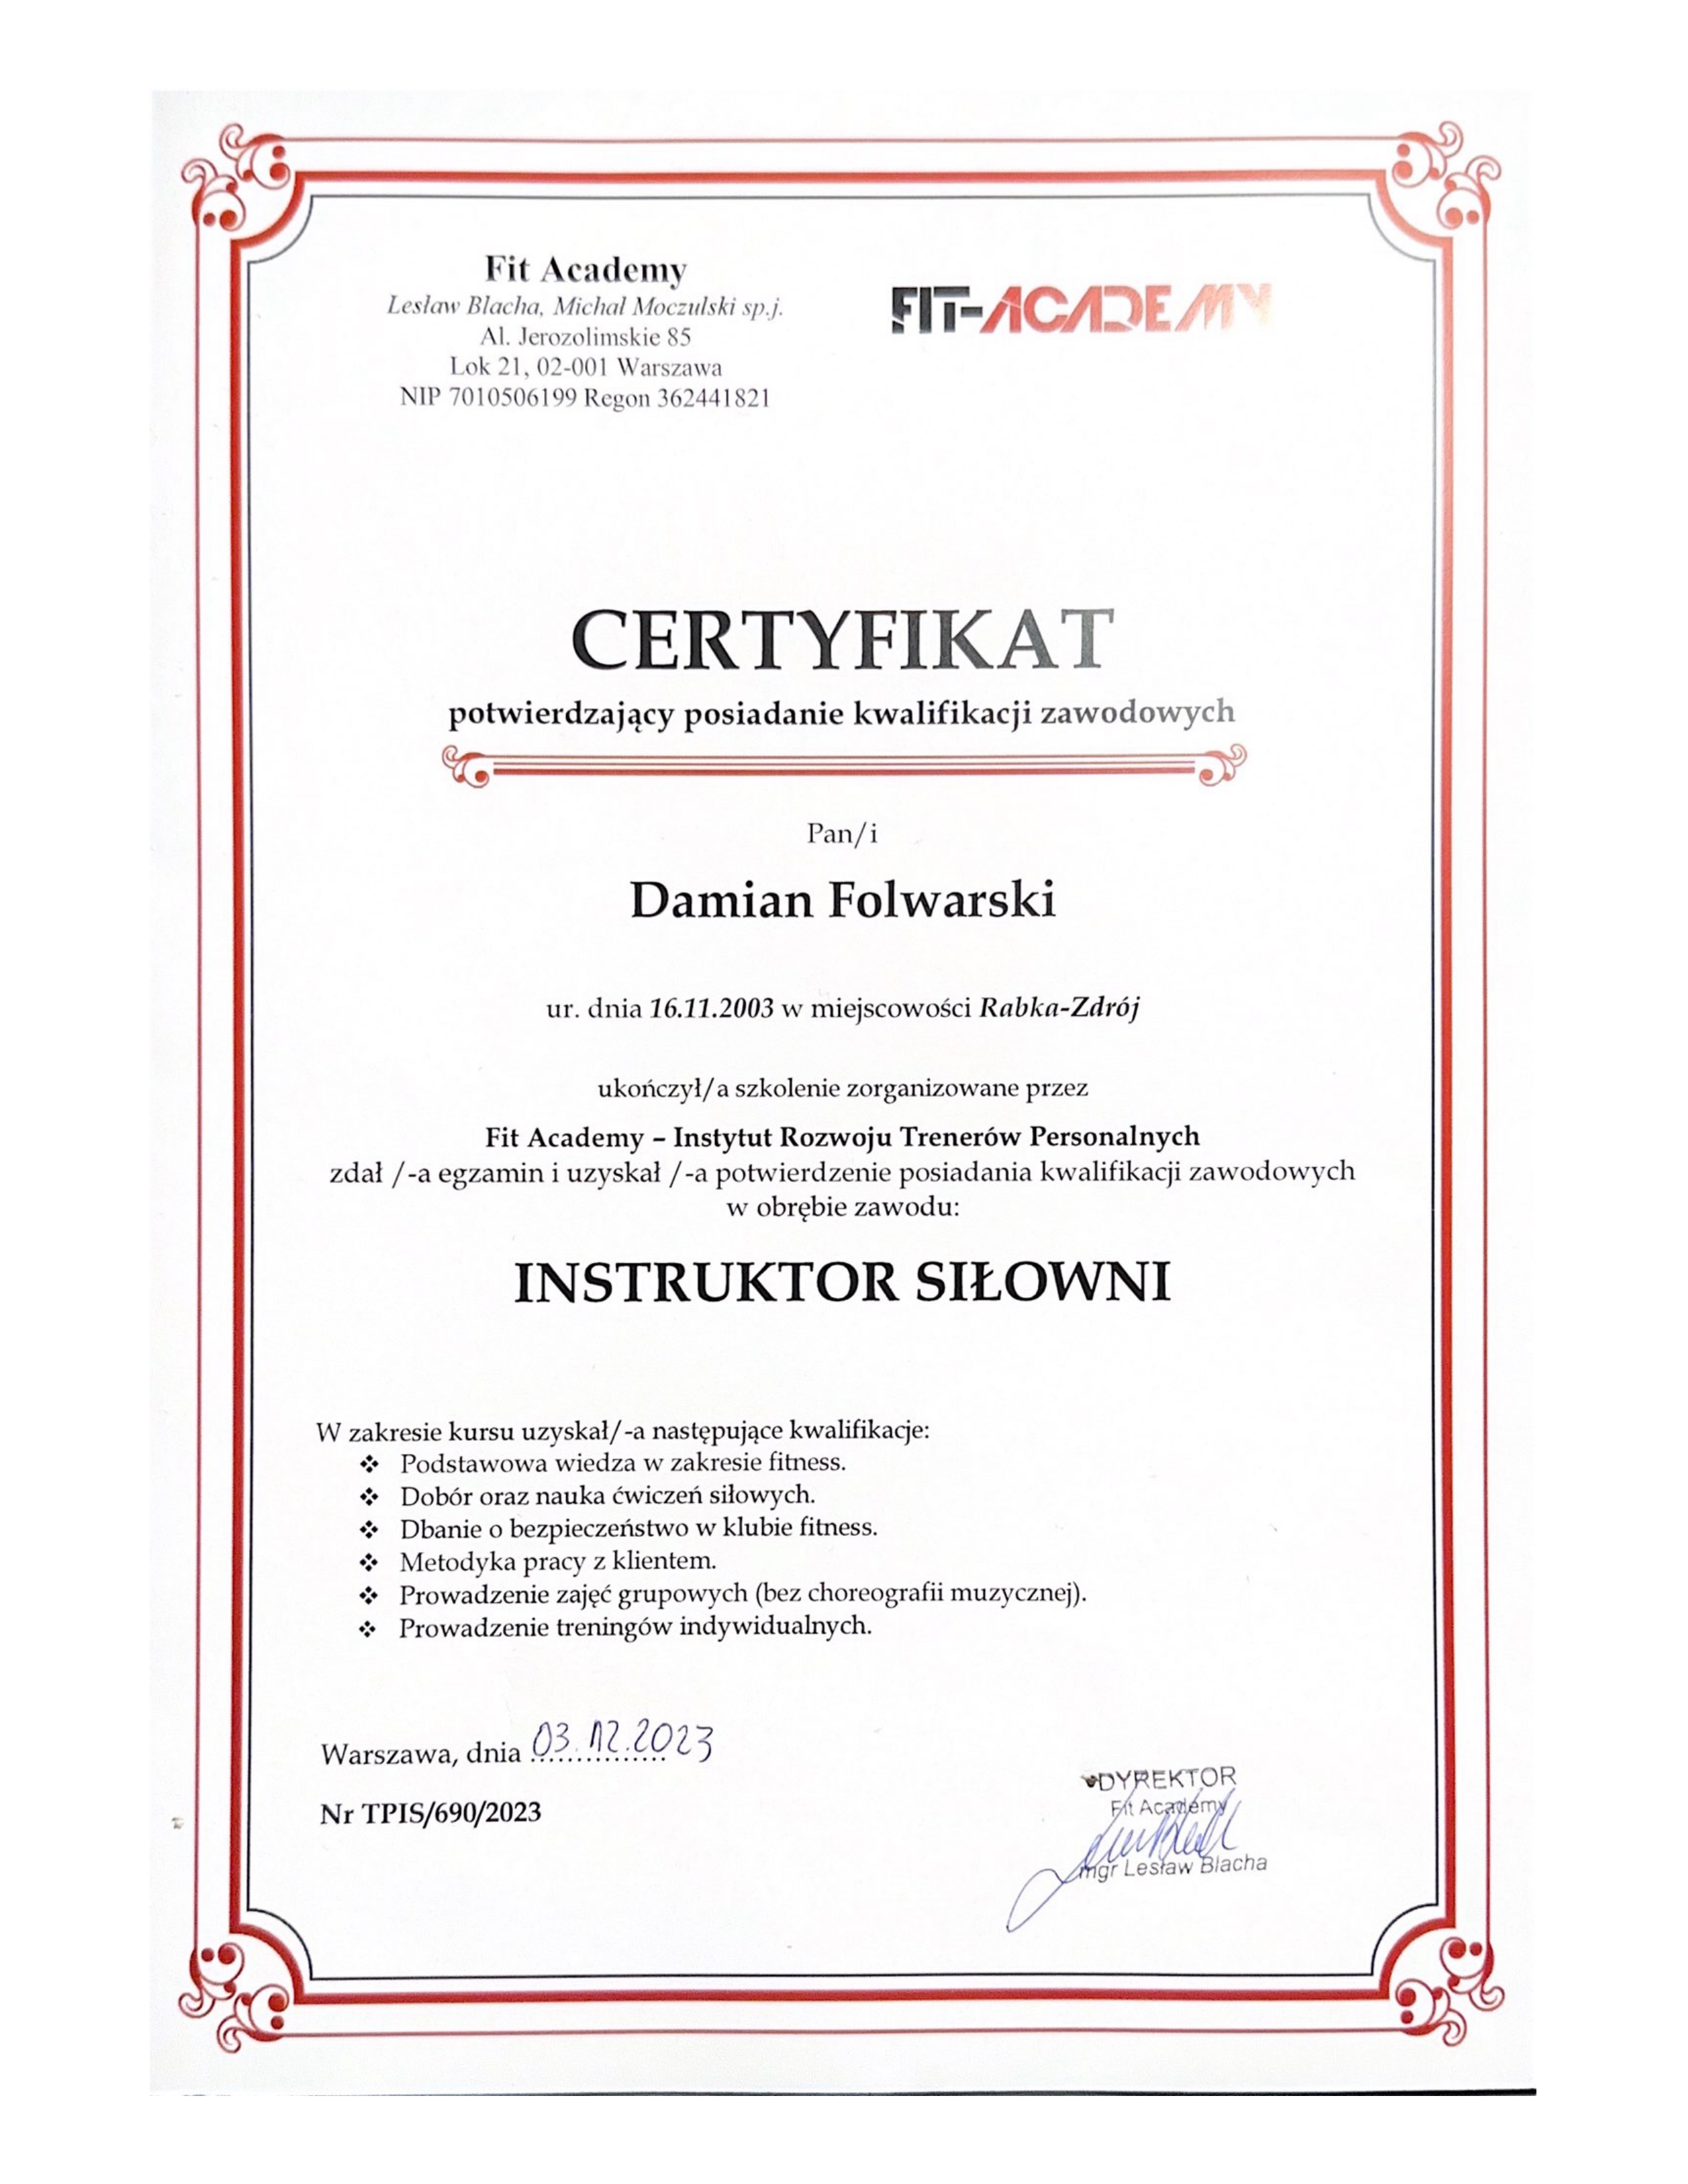 Fit Academy
Lesław Blacha, Michał Moczulski sp.j.
Al. Jerozolimskie 85
Lok 21, 02-001 Warszawa
NIP 7010506199 Regon 362441821
FIT-ACADEMY
CERTYFIKAT
potwierdzający posiadanie kwalifikacji zawodowych
Pan/i
Damian Folwarski
ur. dnia 16.11.2003 w miejscowości Rabka-Zdrój
ukończył/a szkolenie zorganizowane przez
Fit Academy – Instytut Rozwoju Trenerów Personalnych
zdał /-a egzamin i uzyskał /-a potwierdzenie posiadania kwalifikacji zawodowych
w obrębie zawodu:
INSTRUKTOR SIŁOWNI
W zakresie kursu uzyskał/-a następujące kwalifikacje:
❖ Podstawowa wiedza w zakresie fitness.
❖ Dobór oraz nauka ćwiczeń siłowych.
❖ Dbanie o bezpieczeństwo w klubie fitness.
❖ Metodyka pracy z klientem.
❖ Prowadzenie zajęć grupowych (bez choreografii muzycznej).
❖ Prowadzenie treningów indywidualnych.
Warszawa, dnia 03.12.2023
Nr TPIS/690/2023
DYREKTOR
Fit Academy
mgr Lesław Blacha